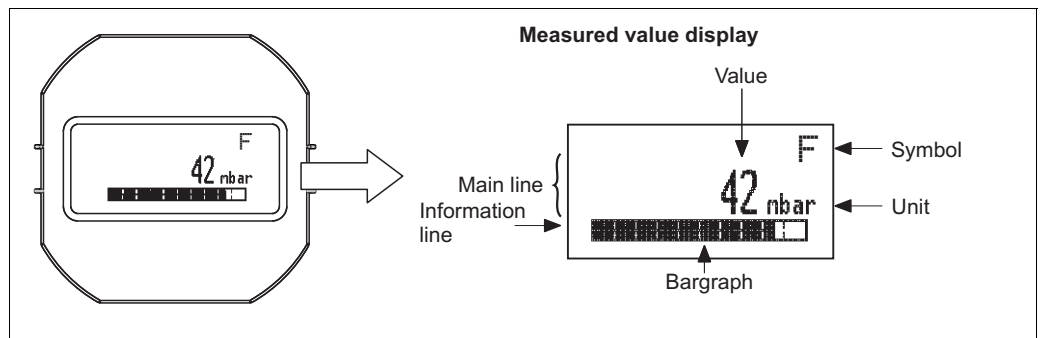 Measured value display
Value
F
Symbol
42 mbar
Main line
Unit
Information
line
Bargraph
F
42 mbar